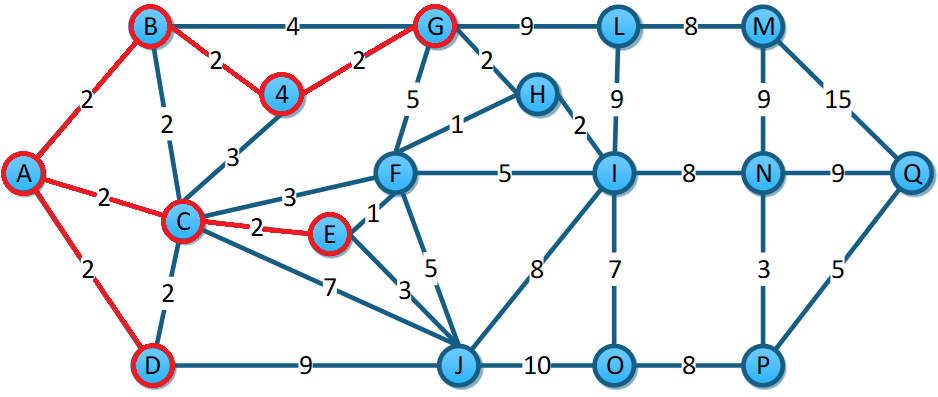 B 4 G 9 L 8 M
2 2 2
4 H
2 2 5 9 9 15
1 2
3
A 2 3 F 5 I 8 N 9 Q
C 2 E 1
2 2 7 3 5 8 7 3 5
D 9 J 10 O 8 P